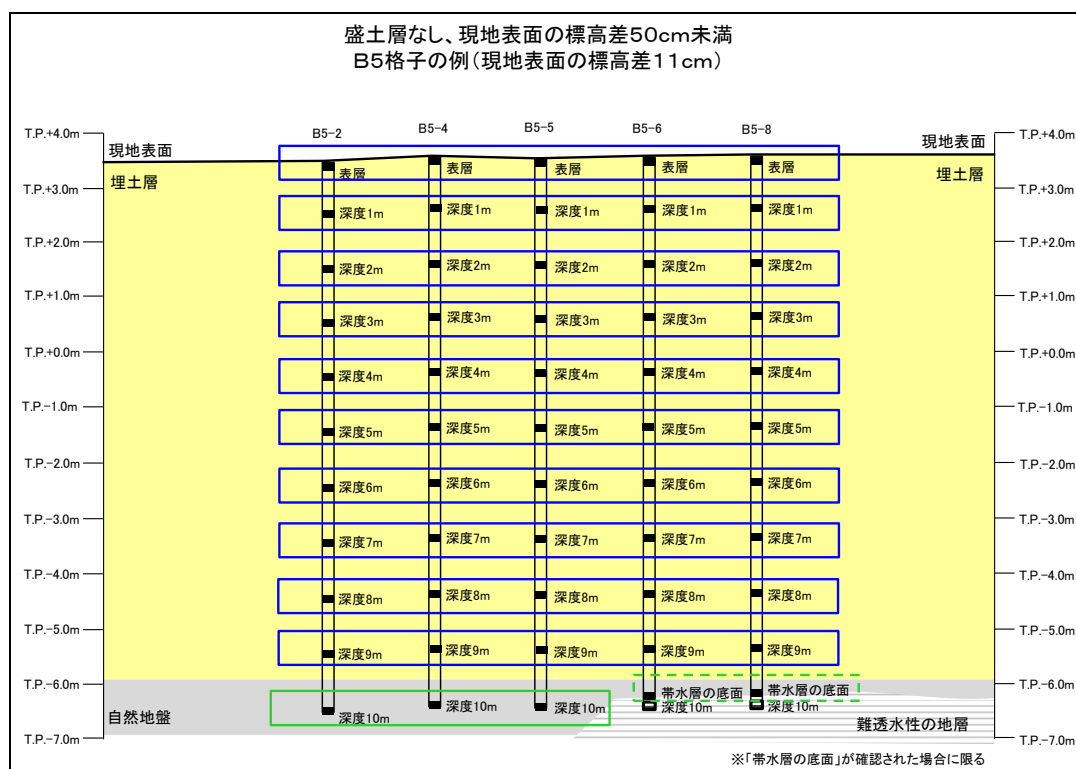 盛土層なし、現地表面の標高差50cm未満
B5格子の例(現地表面の標高差11cm)
B5-2 B5-4 B5-5 B5-6 B5-8
T.P.+4.0m T.P.+4.0m
現地表面 現地表面
表層 表層 表層 表層 表層
埋土層 埋土層
T.P.+3.0m T.P.+3.0m
深度1m 深度1m 深度1m 深度1m 深度1m
T.P.+2.0m T.P.+2.0m
深度2m 深度2m 深度2m 深度2m 深度2m
T.P.+1.0m T.P.+1.0m
深度3m 深度3m 深度3m 深度3m 深度3m
T.P.+0.0m T.P.+0.0m
深度4m 深度4m 深度4m 深度4m 深度4m
T.P.-1.0m T.P.-1.0m
深度5m 深度5m 深度5m 深度5m 深度5m
T.P.-2.0m T.P.-2.0m
深度6m 深度6m 深度6m 深度6m 深度6m
T.P.-3.0m T.P.-3.0m
深度7m 深度7m 深度7m 深度7m 深度7m
T.P.-4.0m T.P.-4.0m
深度8m 深度8m 深度8m 深度8m 深度8m
T.P.-5.0m T.P.-5.0m
深度9m 深度9m 深度9m 深度9m 深度9m
T.P.-6.0m T.P.-6.0m
帯水層の底面 帯水層の底面
自然地盤 深度10m 深度10m 深度10m 深度10m 深度10m
難透水性の地層
T.P.-7.0m T.P.-7.0m
※「帯水層の底面」が確認された場合に限る